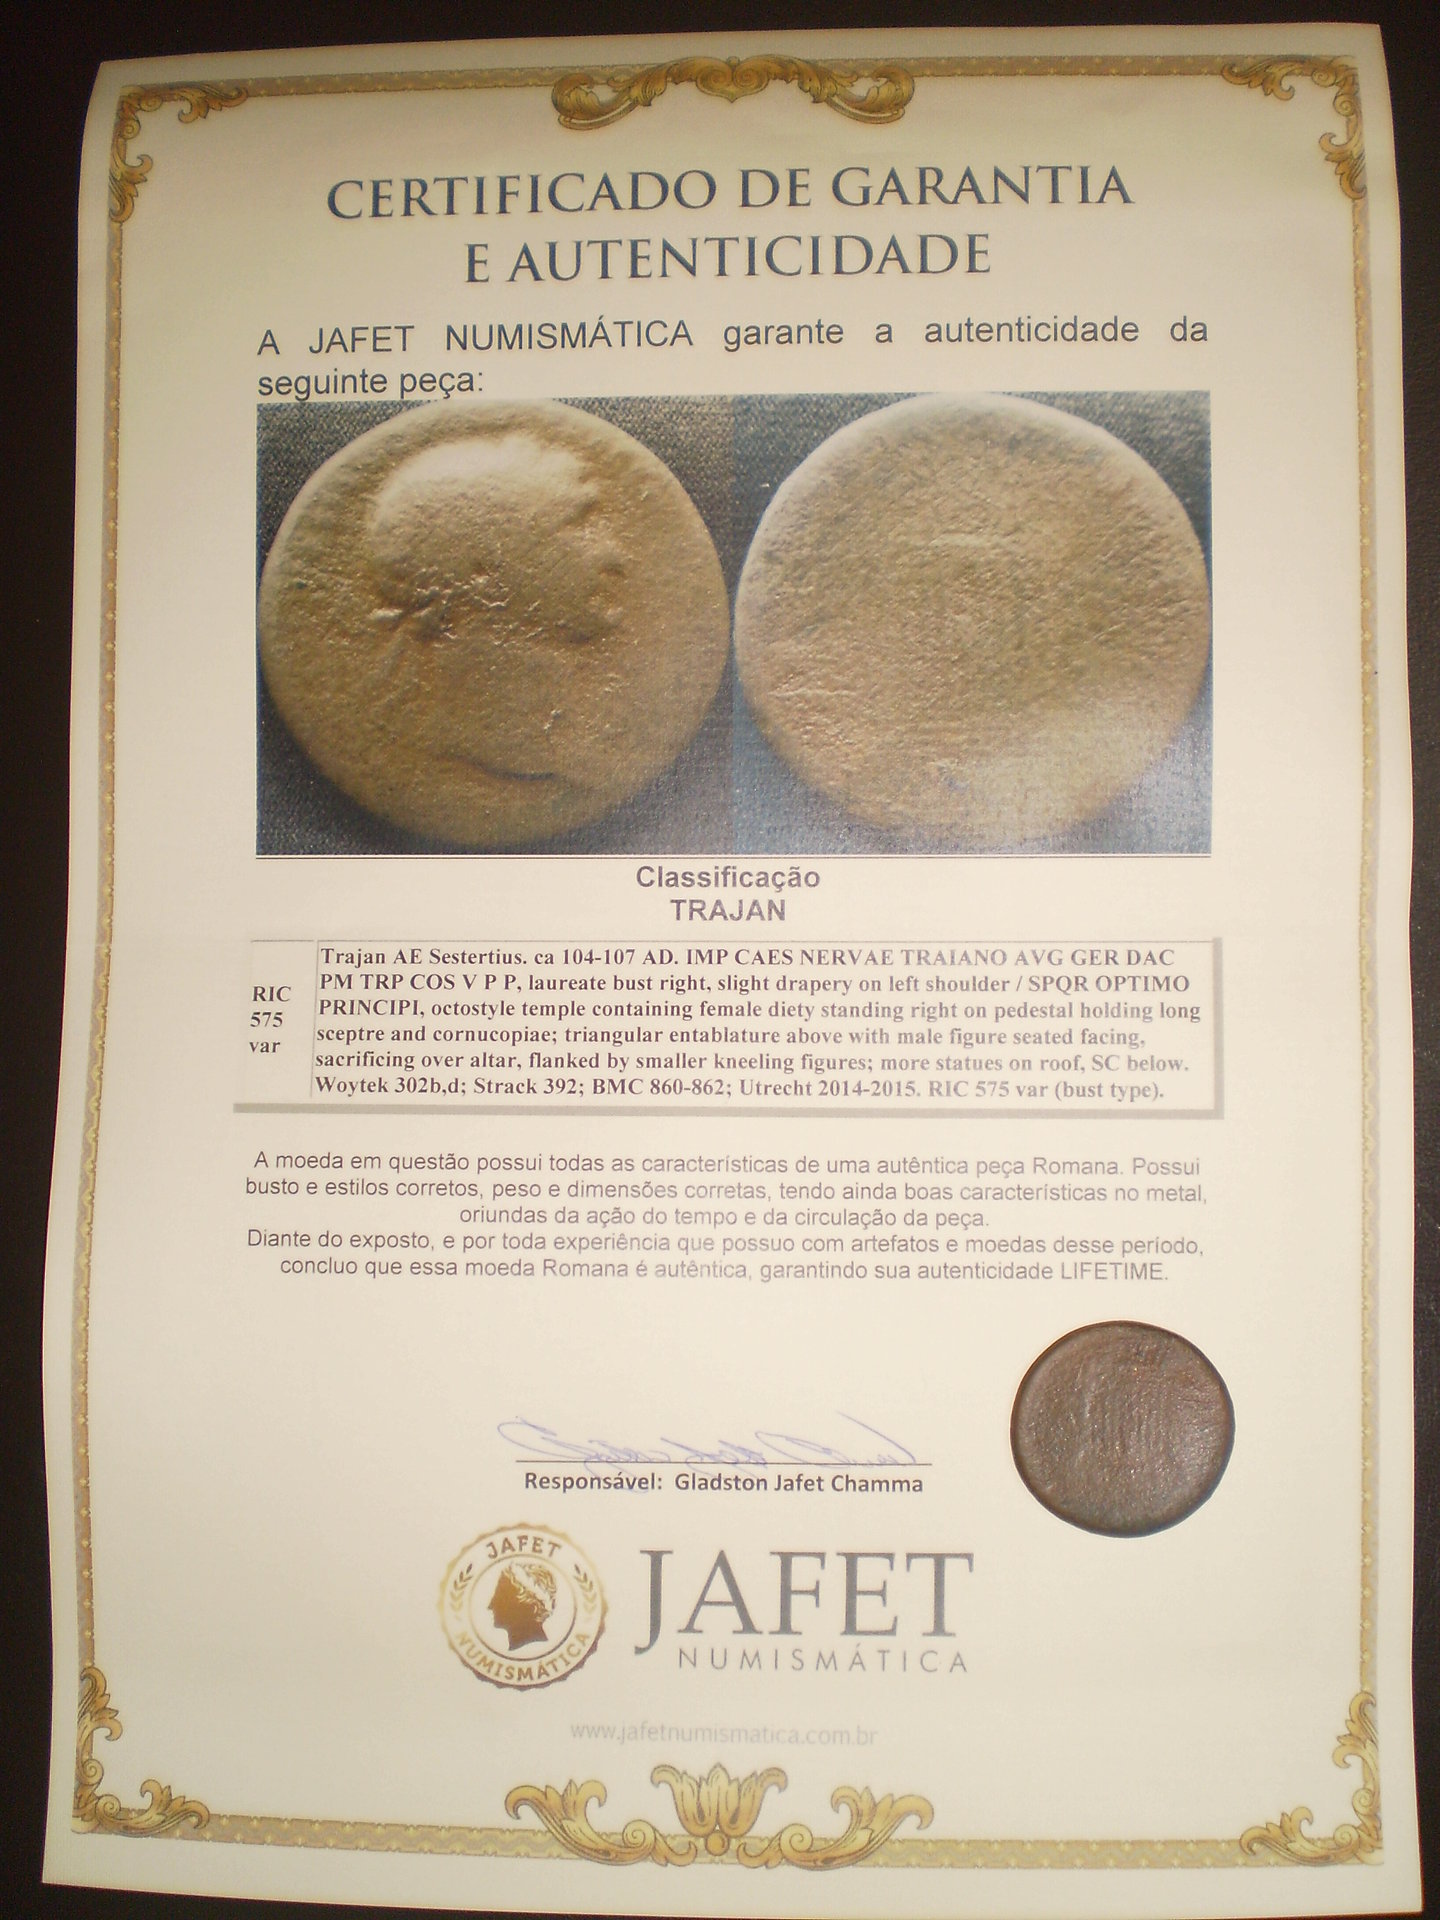 CERTIFICADO DE GARANTIA
E AUTENTICIDADE
A JAFET NUMISMÁTICA garante a autenticidade da
seguinte peça:
Classificação
TRAJAN
RIC
575
var
Trajan AE Sestertius. ca 104-107 AD. IMP CAES NERVAE TRAIANO AVG GER DAC
PM TRP COS V P P, laureate bust right, slight drapery on left shoulder / SPQR OPTIMO
PRINCIPI, octostyle temple containing female diety standing right on pedestal holding long
sceptre and cornucopiae; triangular entablature above with male figure seated facing,
sacrificing over altar, flanked by smaller kneeling figures; more statues on roof, SC below.
Woytek 302b,d; Strack 392; BMC 860-862; Utrecht 2014-2015. RIC 575 var (bust type).
A moeda em questão possui todas as características de uma autêntica peça Romana. Possui
busto e estilos corretos, peso e dimensões corretas, tendo ainda boas características no metal,
oriundas da ação do tempo e da circulação da peça.
Diante do exposto, e por toda experiência que possuo com artefatos e moedas desse período,
concluo que essa moeda Romana é autêntica, garantindo sua autenticidade LIFETIME.
Responsável: Gladston Jafet Chamma
JAFET
NUMISMÁTICA
JAFET
NUMISMÁTICA
www.jafetnumismatica.com.br